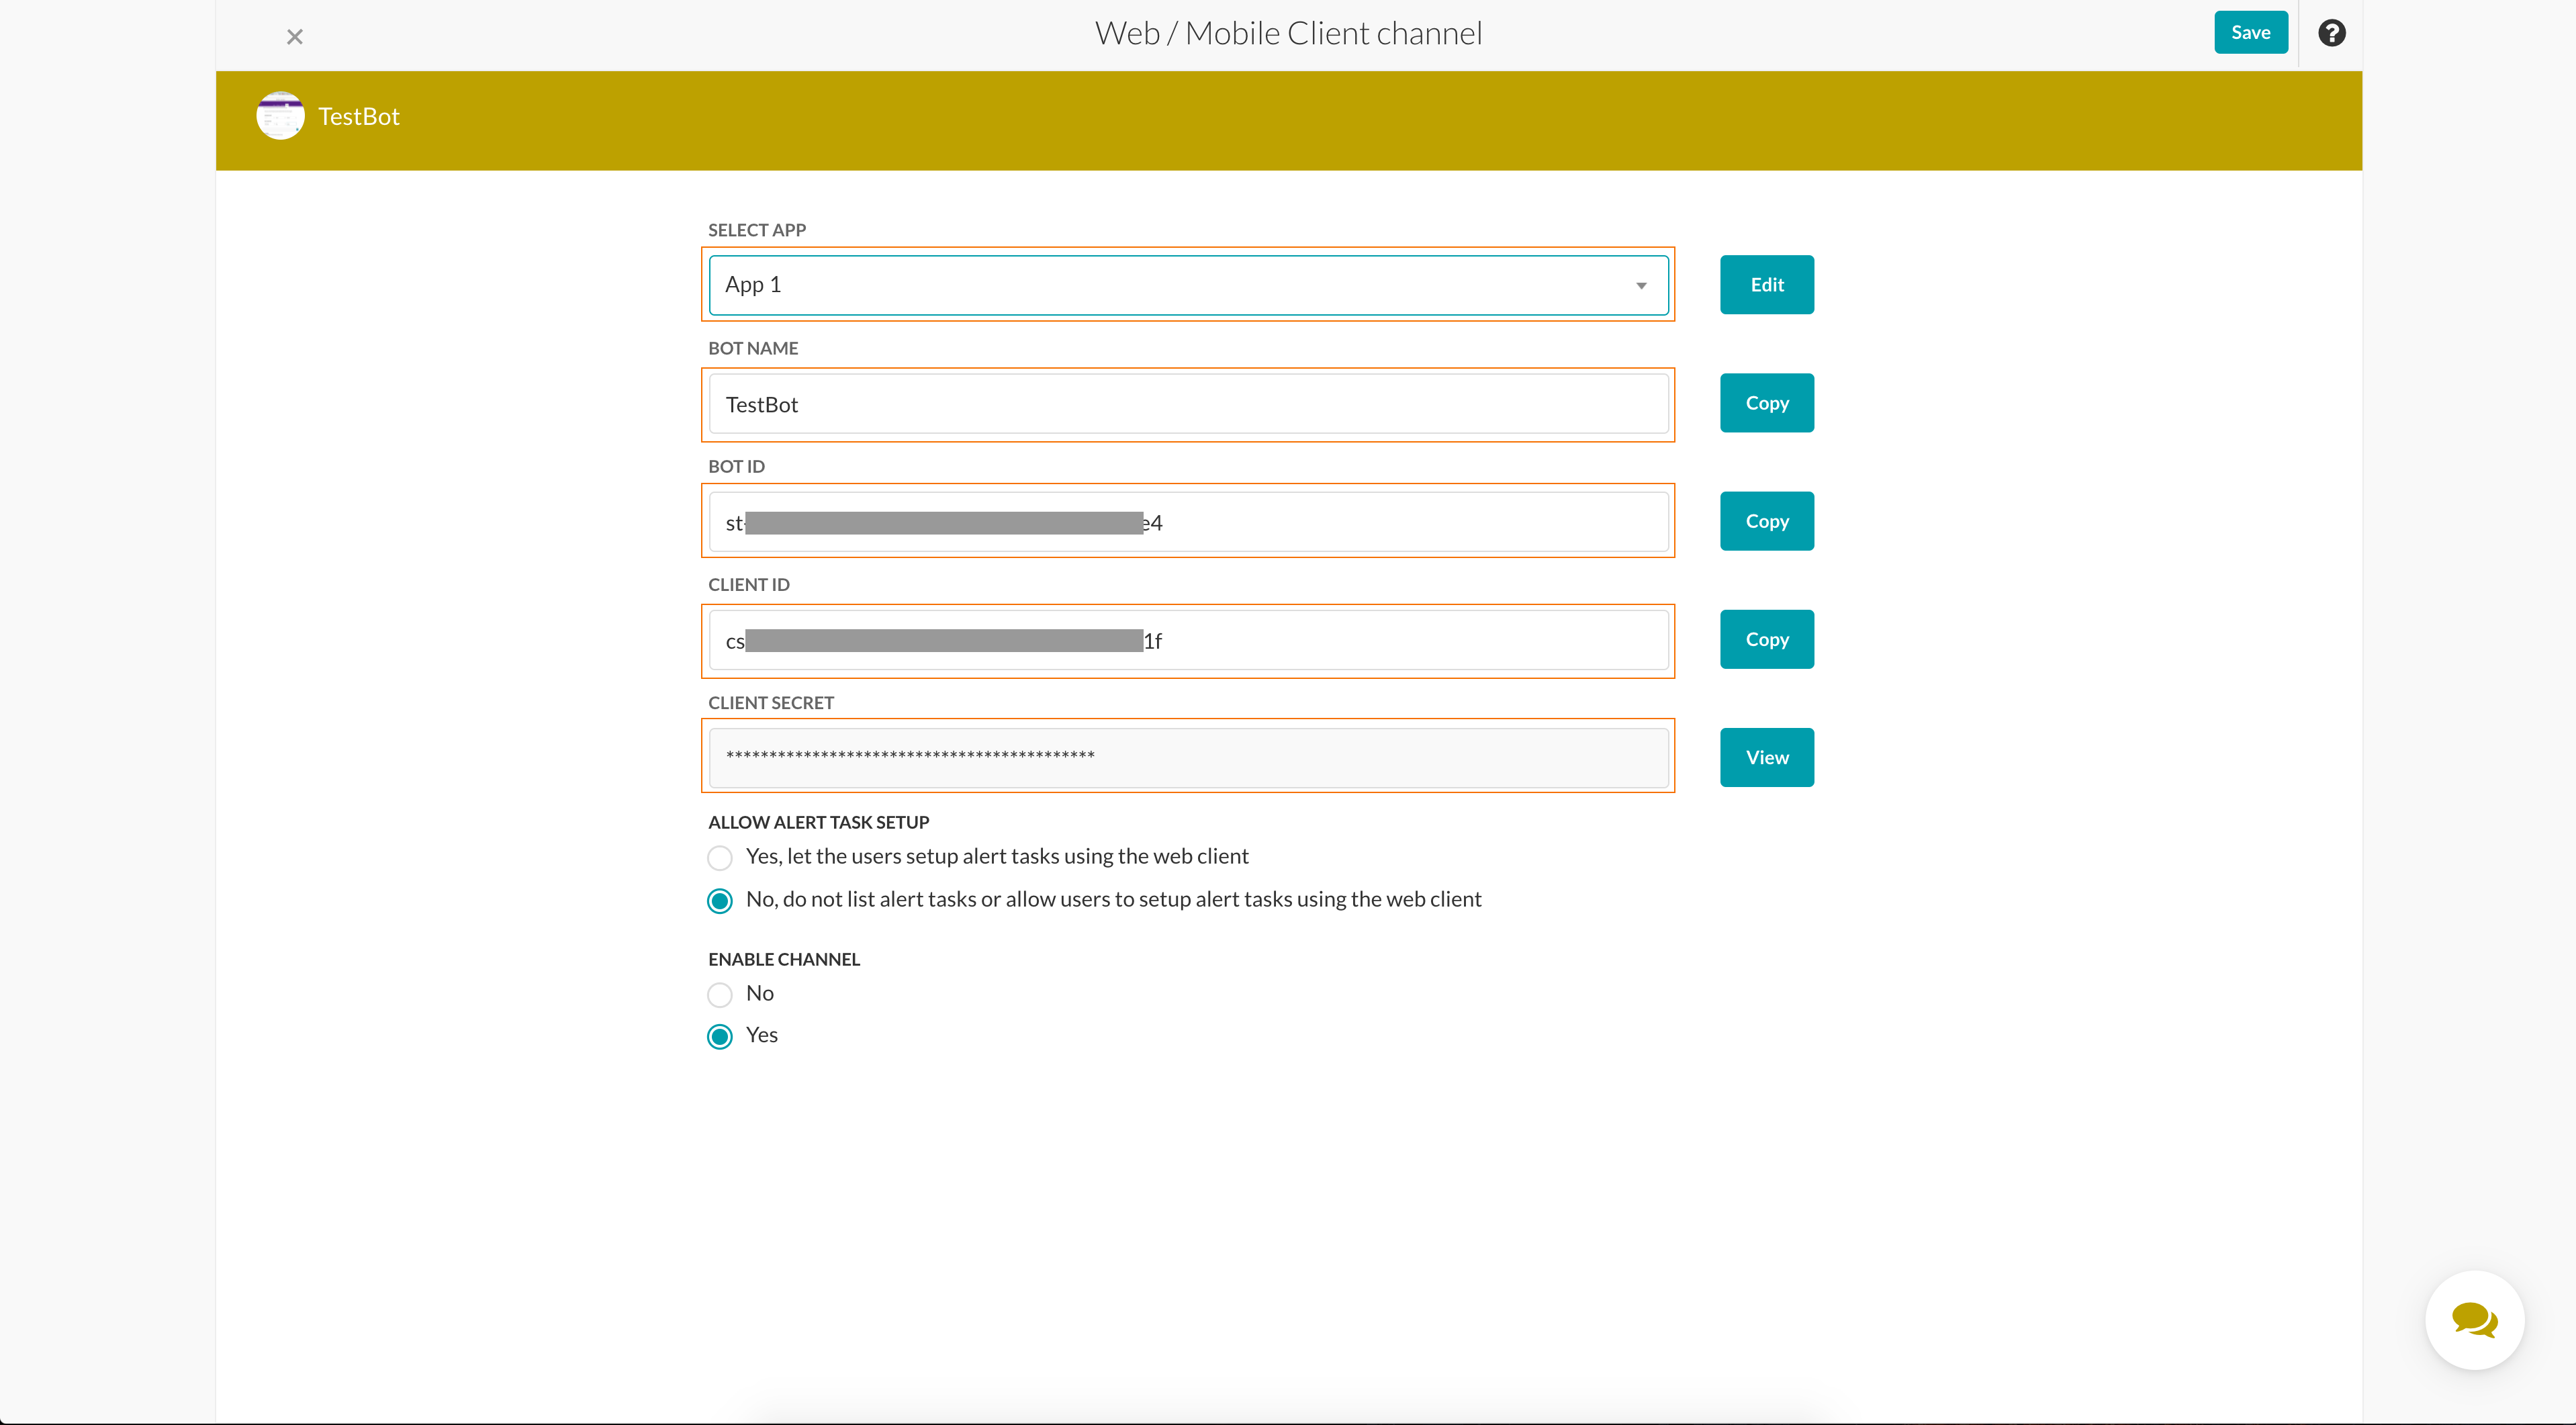 Web / Mobile Client channel
Save
TestBot
SELECT APP
App 1
Edit
BOT NAME
TestBot
Copy
BOT ID
st- e4
Copy
CLIENT ID
cs 1f
Copy
CLIENT SECRET
*******************************************
View
ALLOW ALERT TASK SETUP
Yes, let the users setup alert tasks using the web client
No, do not list alert tasks or allow users to setup alert tasks using the web client
ENABLE CHANNEL
No
Yes